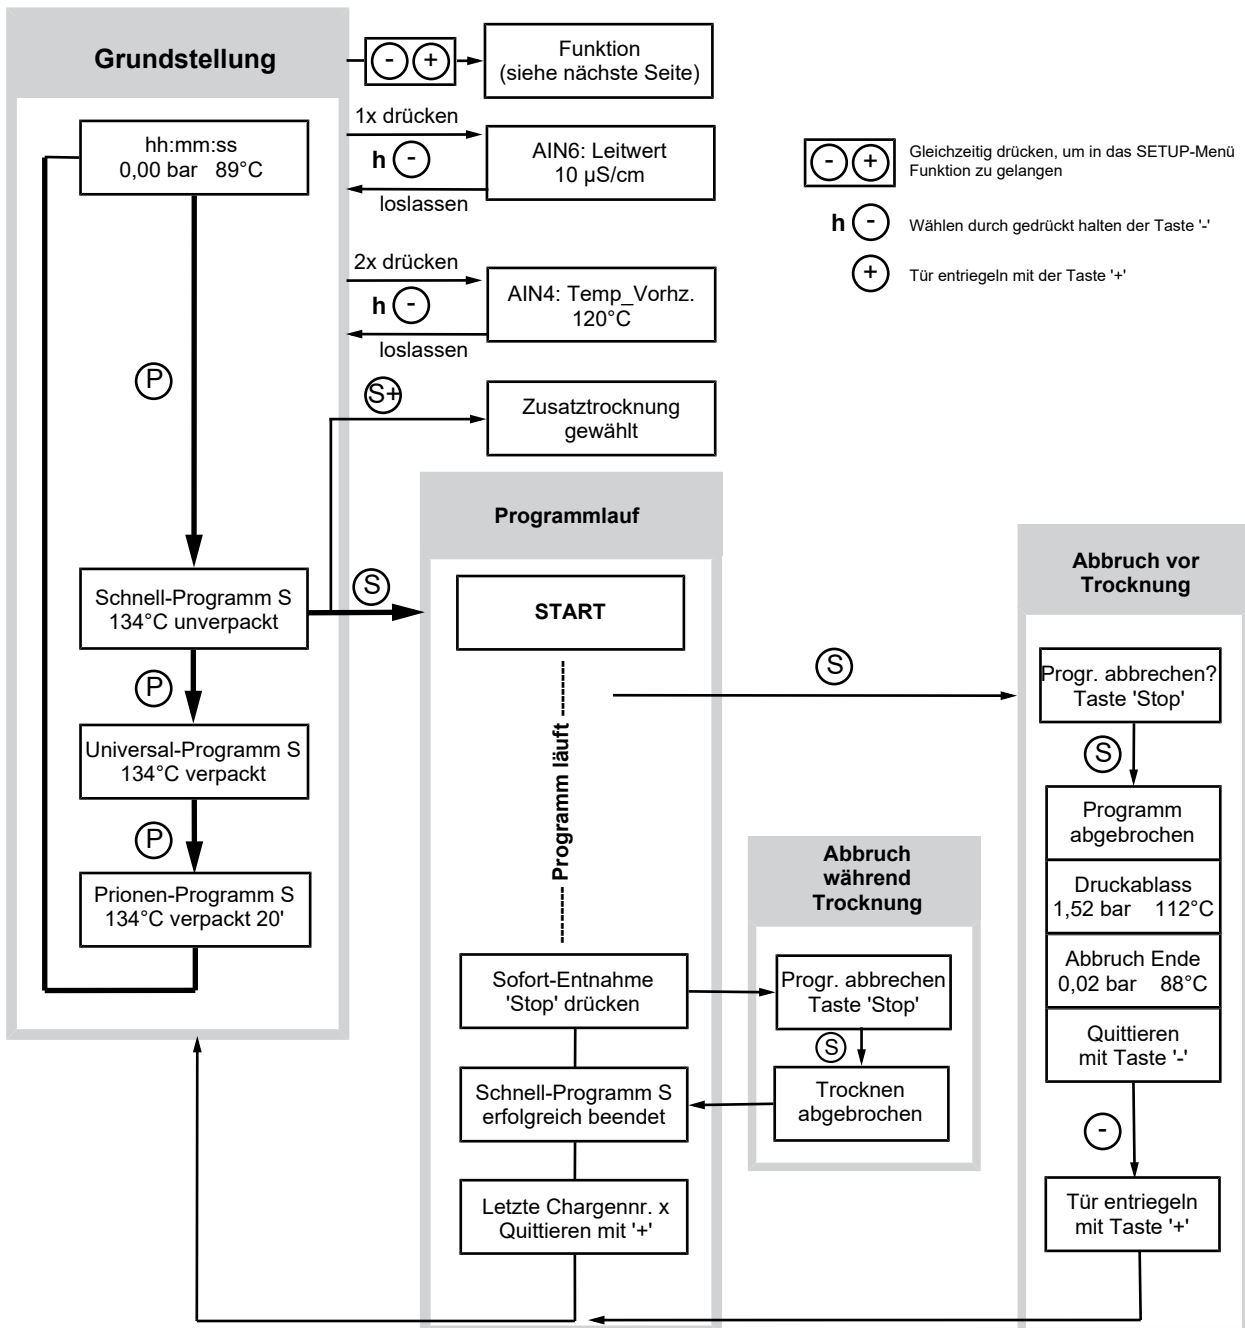 Grundstellung
- +
Funktion
(siehe nächste Seite)
hh:mm:ss
0,00 bar 89°C
1x drücken
h -
loslassen
AIN6: Leitwert
10 µS/cm
2x drücken
h -
loslassen
AIN4: Temp_Vorhz.
120°C
- +
Gleichzeitig drücken, um in das SETUP-Menü
Funktion zu gelangen
h -
Wählen durch gedrückt halten der Taste '-'
+
Tür entriegeln mit der Taste '+'
P
S+
Zusatztrocknung
gewählt
Schnell-Programm S
134°C unverpackt
S
P
Universal-Programm S
134°C verpackt
P
Prionen-Programm S
134°C verpackt 20'
Programmlauf
START
Programm läuft
S
Sofort-Entnahme
'Stop' drücken
Schnell-Programm S
erfolgreich beendet
Letzte Chargennr. x
Quittieren mit '+'
Abbruch
während
Trocknung
Progr. abbrechen
Taste 'Stop'
S
Trocknen
abgebrochen
Abbruch vor
Trocknung
Progr. abbrechen?
Taste 'Stop'
S
Programm
abgebrochen
Druckablass
1,52 bar 112°C
Abbruch Ende
0,02 bar 88°C
Quittieren
mit Taste '-'
-
Tür entriegeln
mit Taste '+'